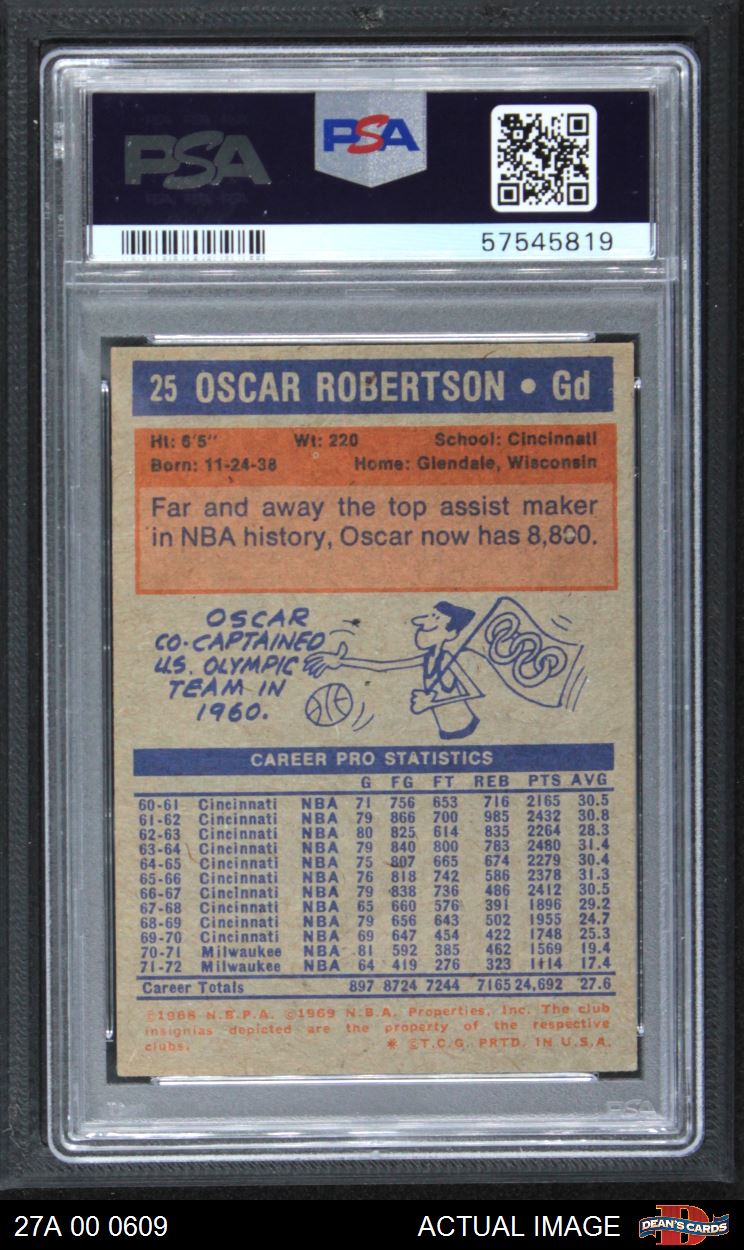 PSA PSA
57545819
25 OSCAR ROBERTSON • Gd
Ht: 6'5" Wt: 220 School: Cincinnati
Born: 11-24-38 Home: Glendale, Wisconsin
Far and away the top assist maker
in NBA history, Oscar now has 8,800.
OSCAR
CO-CAPTAINED
U.S. OLYMPIC
TEAM IN
1960.
CAREER PRO STATISTICS
G FG FT REB PTS AVG
60-61 Cincinnati NBA 71 756 653 716 2165 30.5
61-62 Cincinnati NBA 79 866 700 985 2432 30.8
62-63 Cincinnati NBA 80 825 614 835 2264 28.3
63-64 Cincinnati NBA 79 840 800 783 2480 31.4
64-65 Cincinnati NBA 75 807 665 674 2279 30.4
65-66 Cincinnati NBA 76 818 742 586 2378 31.3
66-67 Cincinnati NBA 79 838 736 486 2412 30.5
67-68 Cincinnati NBA 65 660 576 391 1896 29.2
68-69 Cincinnati NBA 79 656 643 502 1955 24.7
69-70 Cincinnati NBA 69 647 454 422 1748 25.3
70-71 Milwaukee NBA 81 592 385 462 1569 19.4
71-72 Milwaukee NBA 64 419 276 323 1114 17.4
Career Totals 897 8724 7244 7165 24,692 27.6
©1968 N.B.P.A. ©1969 N.B.A. Properties, Inc. The club
insignias depicted are the property of the respective
clubs. * ©T.C.G. PRTD. IN U.S.A.
PSA
27A 00 0609 ACTUAL IMAGE DEAN'S CARDS